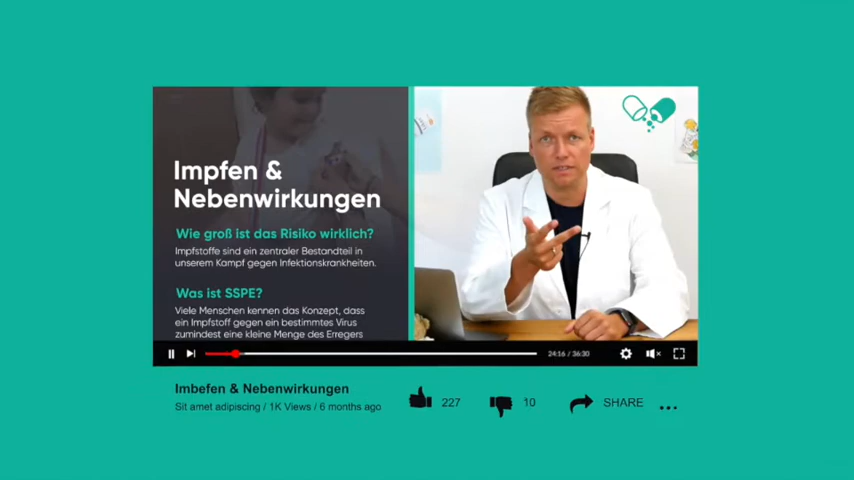 Impfen &
Nebenwirkungen
Wie groß ist das Risiko wirklich?
Impfstoffe sind ein zentraler Bestandteil in
unserem Kampf gegen Infektionskrankheiten.
Was ist SSPE?
Viele Menschen kennen das Konzept, dass
ein Impfstoff gegen ein bestimmtes Virus
zumindest eine kleine Menge des Erregers
24:16 / 36:30
Imbefen & Nebenwirkungen
Sit amet adipiscing / 1K Views / 6 months ago
227
10
SHARE